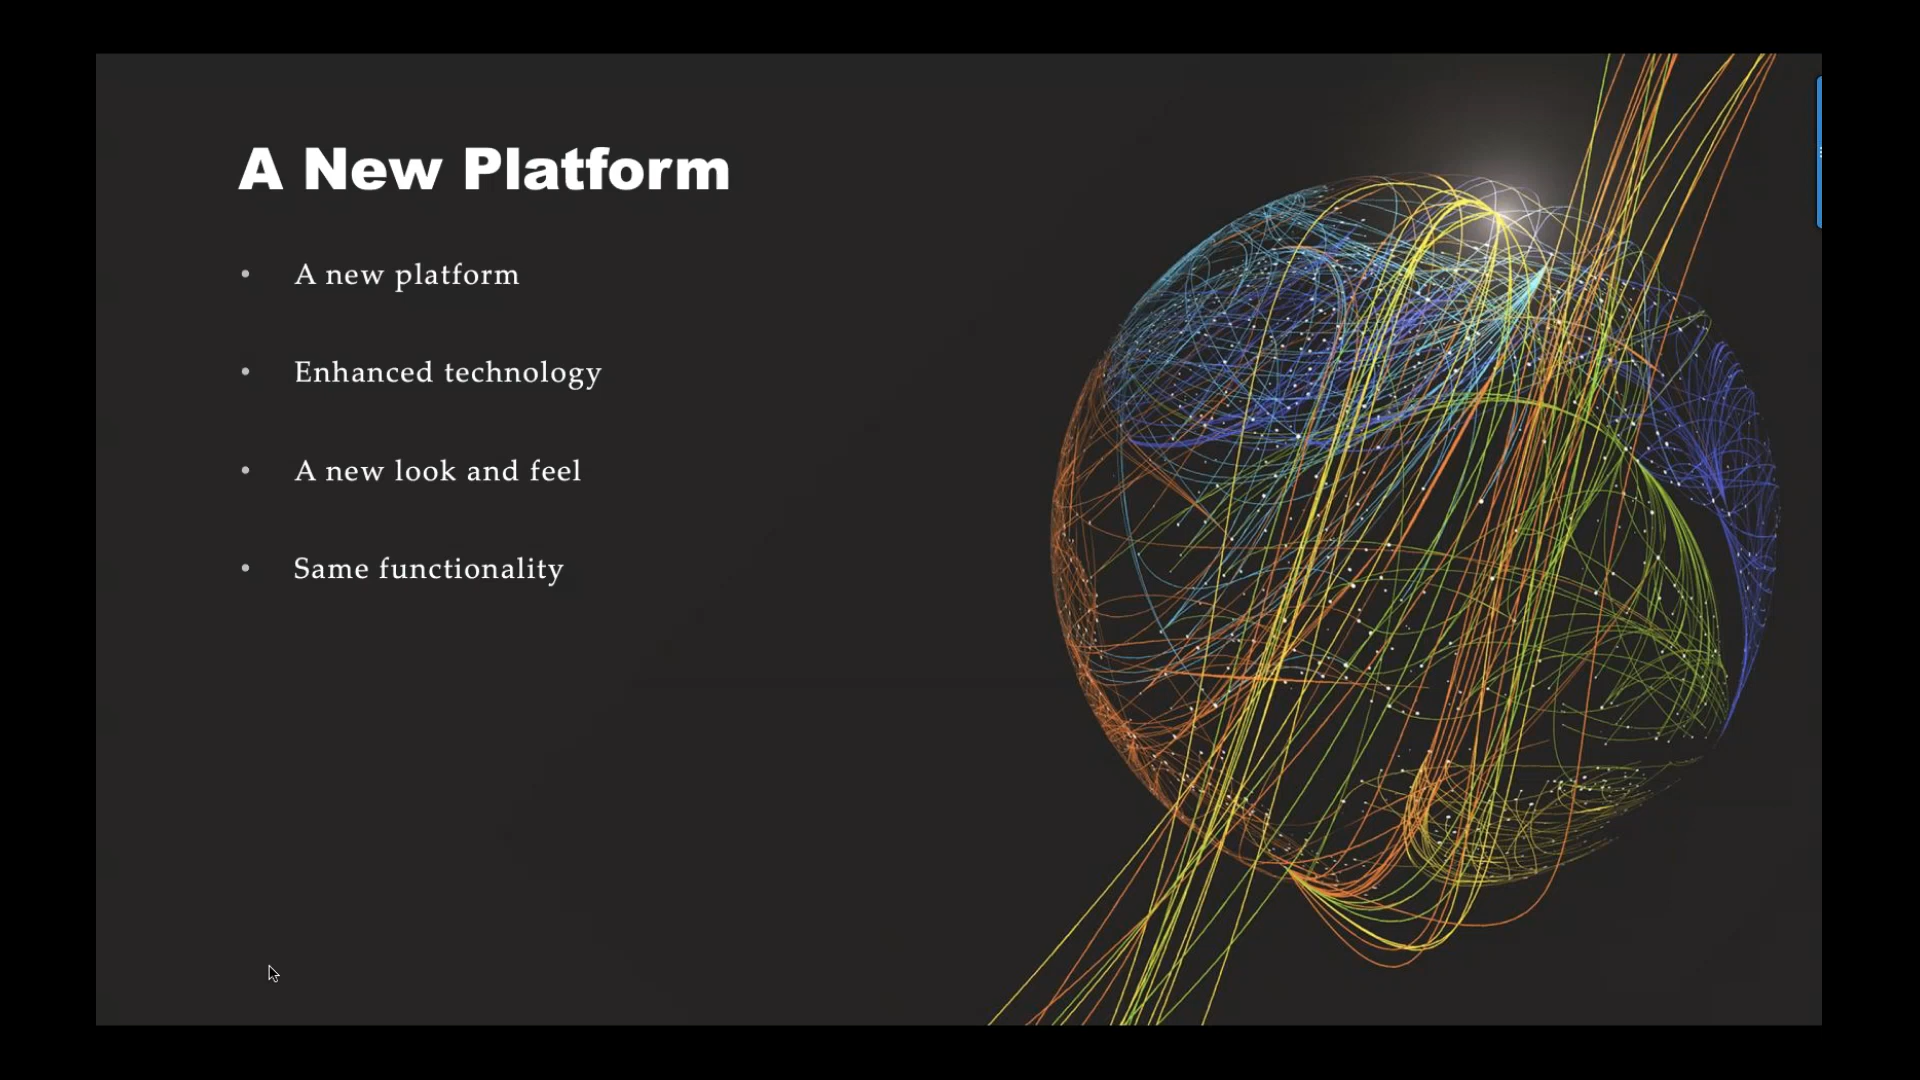 A New Platform
• A new platform
• Enhanced technology
• A new look and feel
• Same functionality